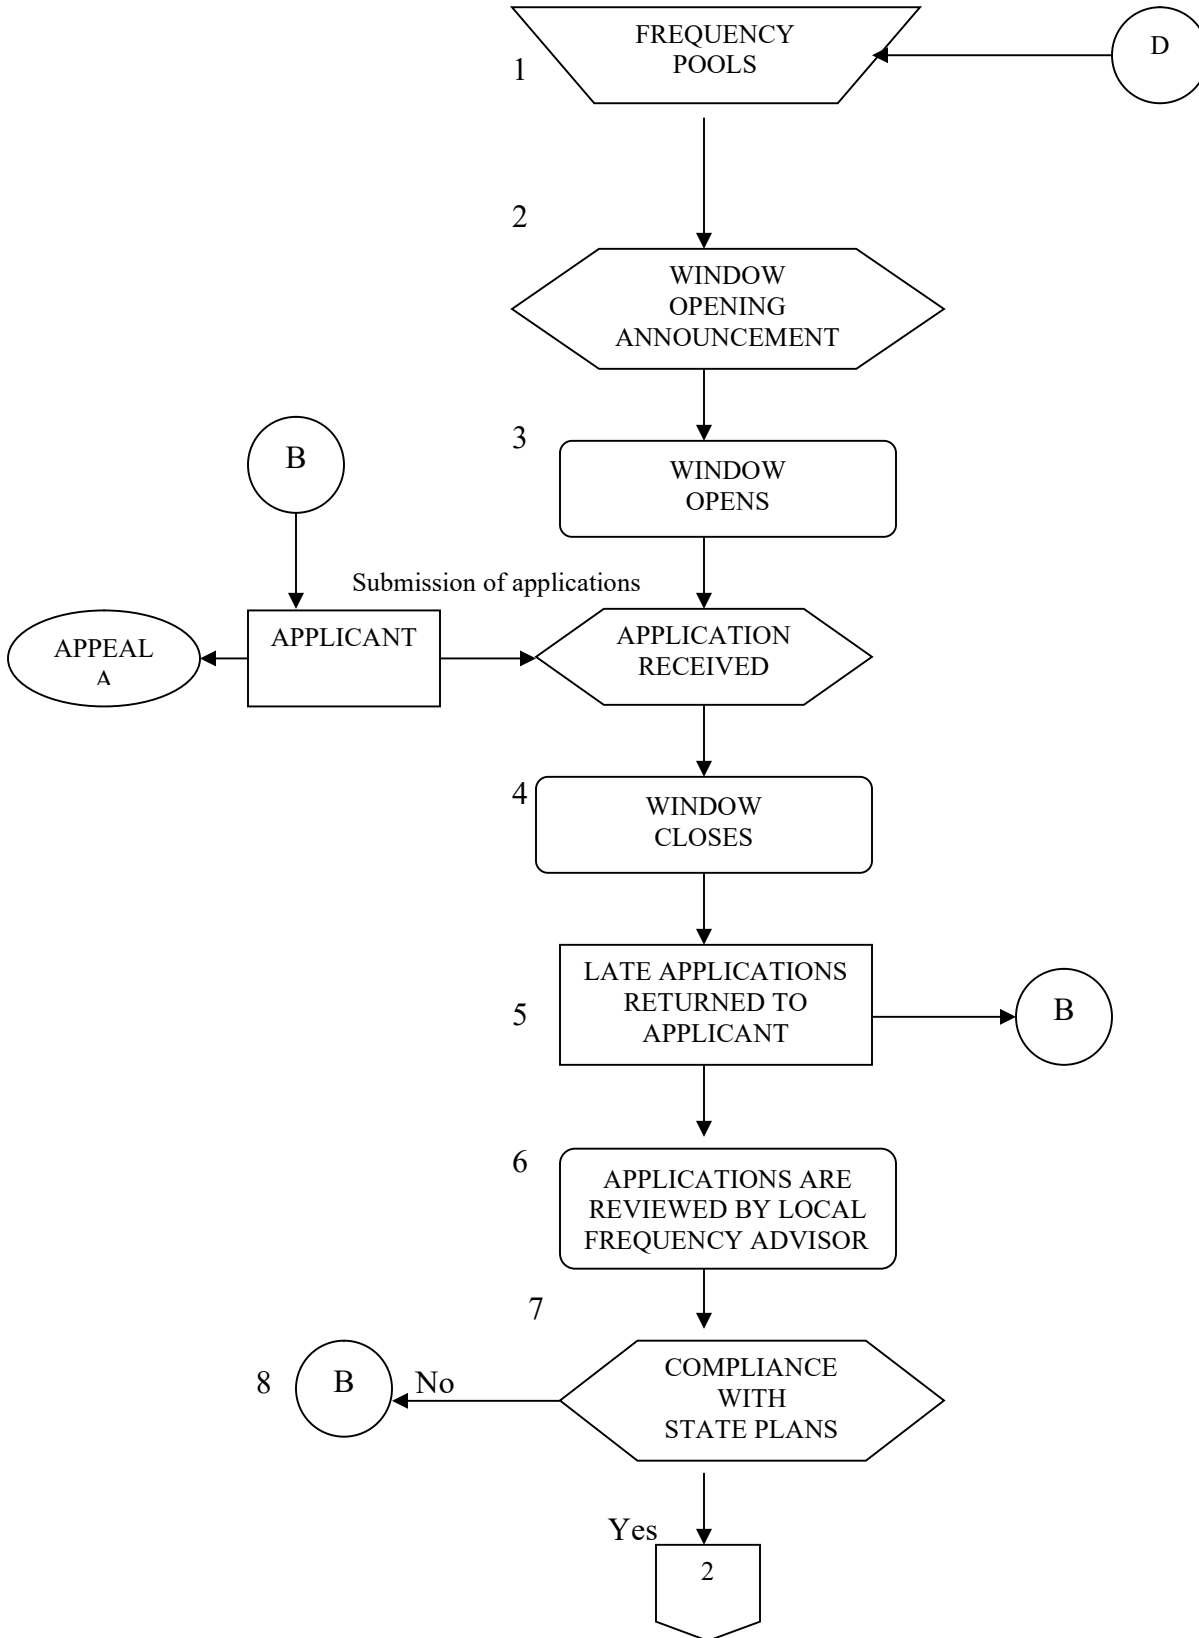 FREQUENCY
POOLS
D
1
2
WINDOW
OPENING
ANNOUNCEMENT
3
WINDOW
OPENS
B
Submission of applications
APPEAL
A
APPLICANT
APPLICATION
RECEIVED
4
WINDOW
CLOSES
5
LATE APPLICATIONS
RETURNED TO
APPLICANT
B
6
APPLICATIONS ARE
REVIEWED BY LOCAL
FREQUENCY ADVISOR
7
8
B
No
COMPLIANCE
WITH
STATE PLANS
Yes
2